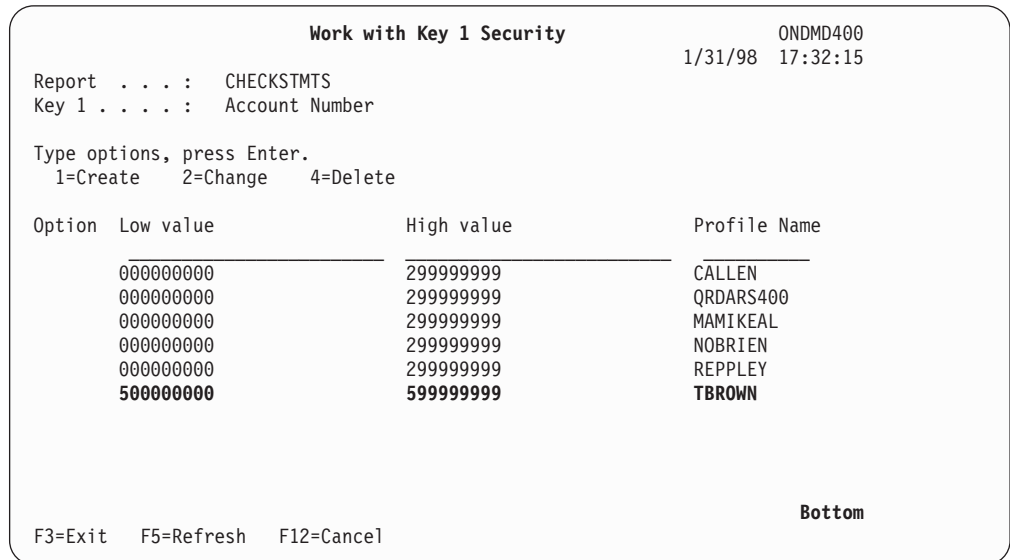 Work with Key 1 Security ONDMD400
1/31/98 17:32:15
Report . . . : CHECKSTMTS
Key 1 . . . . : Account Number
Type options, press Enter.
1=Create 2=Change 4=Delete
Option Low value High value Profile Name
________________________ _________________________ __________
000000000 299999999 CALLEN
000000000 299999999 QRDARS400
000000000 299999999 MAMIKEAL
000000000 299999999 NOBRIEN
000000000 299999999 REPPLEY
500000000 599999999 TBROWN
Bottom
F3=Exit F5=Refresh F12=Cancel